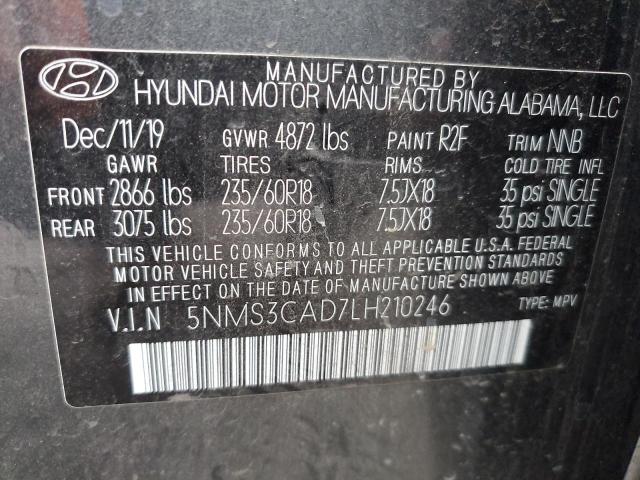 MANUFACTURED BY
HYUNDAI MOTOR MANUFACTURING ALABAMA, LLC
Dec/11/19 GVWR 4872 lbs PAINT R2F TRIM NNB
GAWR TIRES RIMS COLD TIRE INFL
FRONT 2866 lbs 235/60R18 7.5JX18 35 psi SINGLE
REAR 3075 lbs 235/60R18 7.5JX18 35 psi SINGLE
THIS VEHICLE CONFORMS TO ALL APPLICABLE U.S.A. FEDERAL
MOTOR VEHICLE SAFETY AND THEFT PREVENTION STANDARDS
IN EFFECT ON THE DATE OF MANUFACTURE SHOWN ABOVE
V.I.N 5NMS3CAD7LH210246 TYPE: MPV